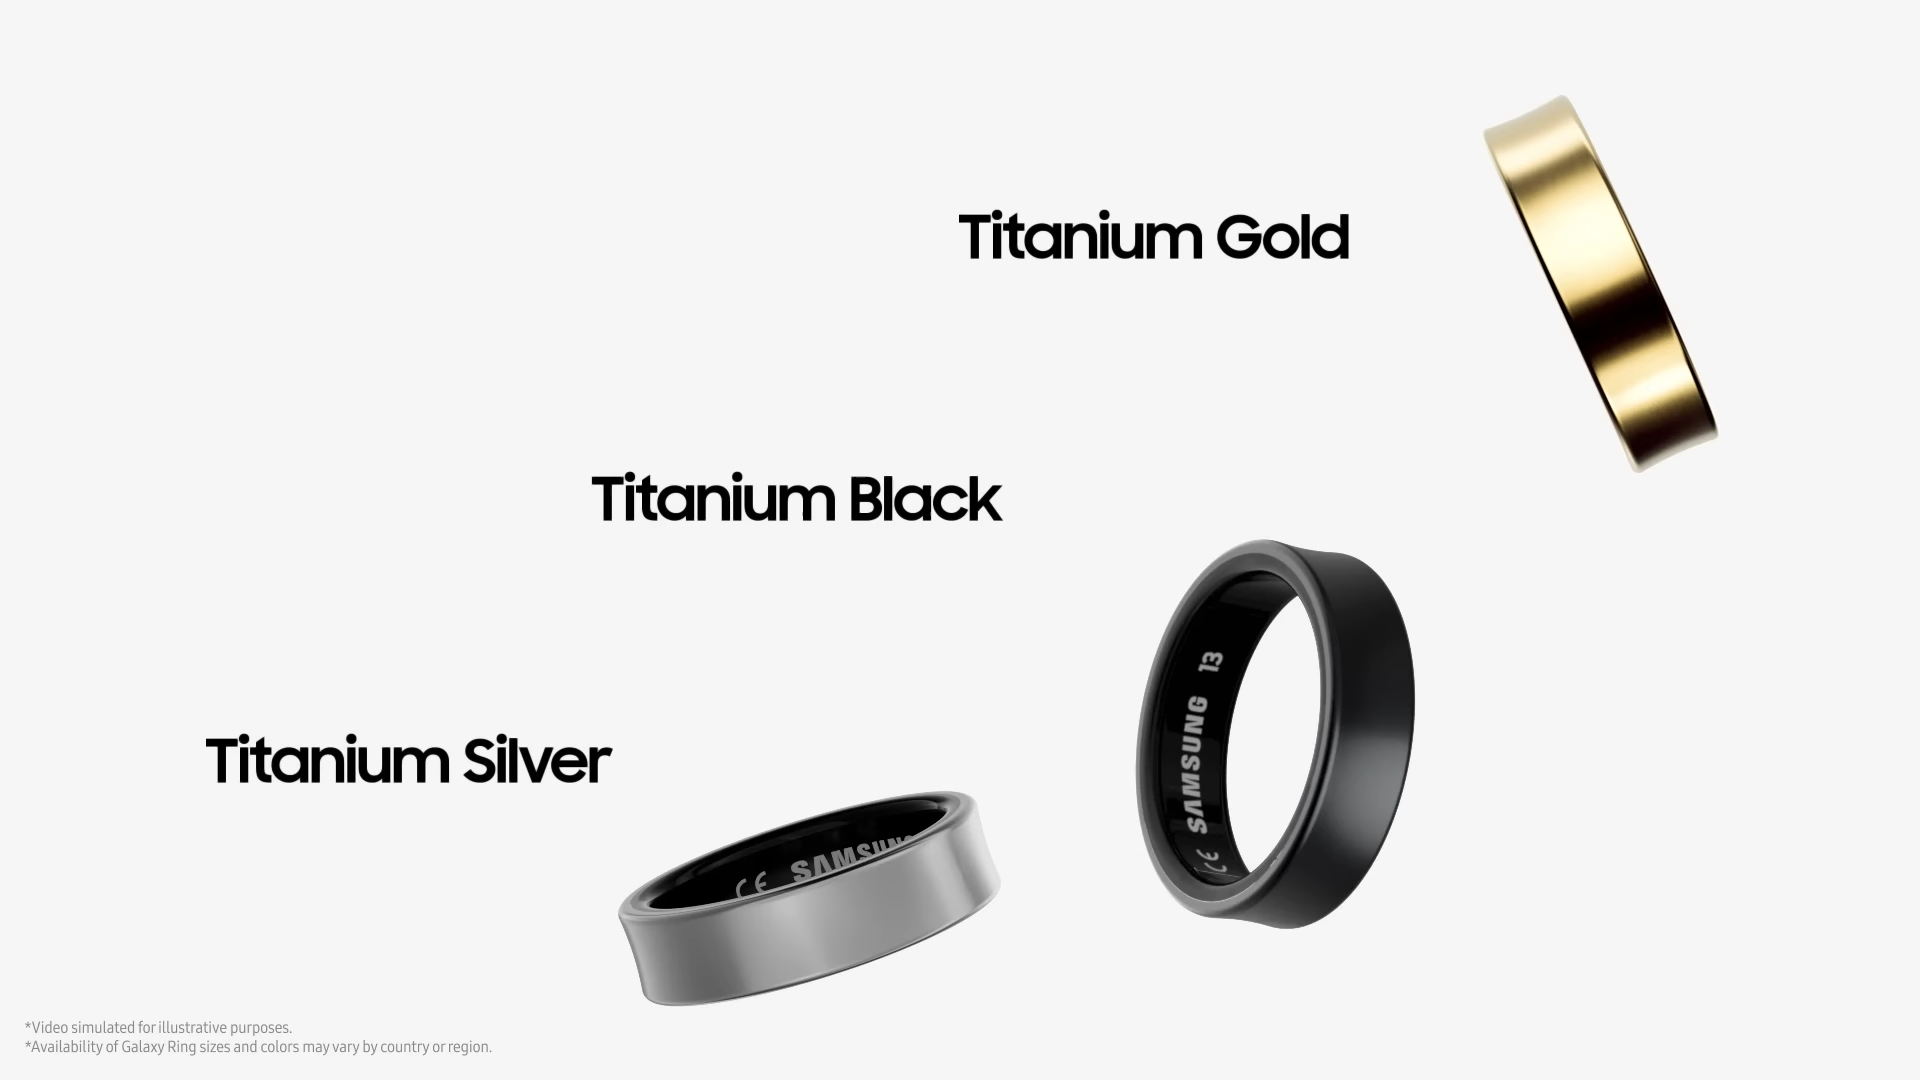 Titanium Gold
Titanium Black
13
SAMSUNG
CE
Titanium Silver
CE SAMSUNG
*Video simulated for illustrative purposes.
*Availability of Galaxy Ring sizes and colors may vary by country or region.